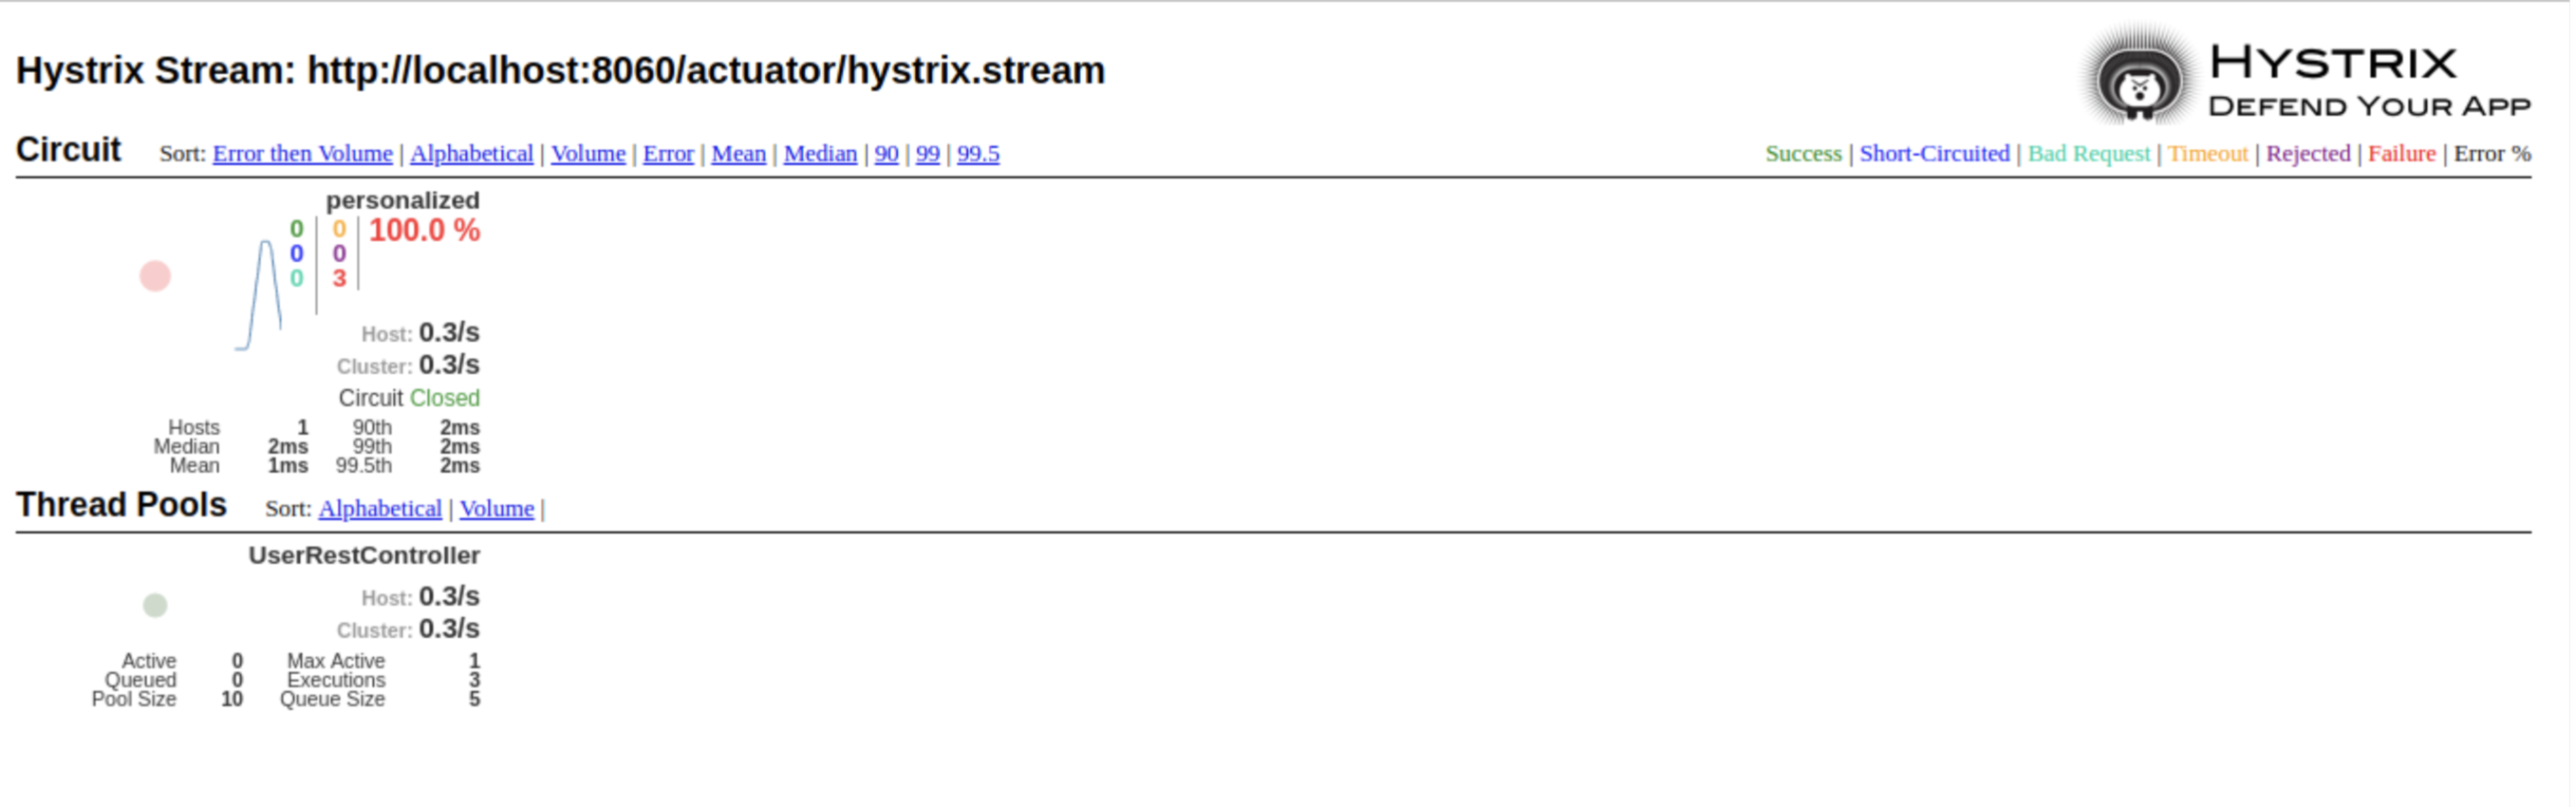 Hystrix Stream: http://localhost:8060/actuator/hystrix.stream
HYSTRIX
DEFEND YOUR APP
Circuit Sort: Error then Volume | Alphabetical | Volume | Error | Mean | Median | 90 | 99 | 99.5
Success | Short-Circuited | Bad Request | Timeout | Rejected | Failure | Error %
personalized
0 0 100.0 %
0 0
0 3
Host: 0.3/s
Cluster: 0.3/s
Circuit Closed
Hosts 1 90th 2ms
Median 2ms 99th 2ms
Mean 1ms 99.5th 2ms
Thread Pools Sort: Alphabetical | Volume |
UserRestController
Host: 0.3/s
Cluster: 0.3/s
Active 0 Max Active 1
Queued 0 Executions 3
Pool Size 10 Queue Size 5